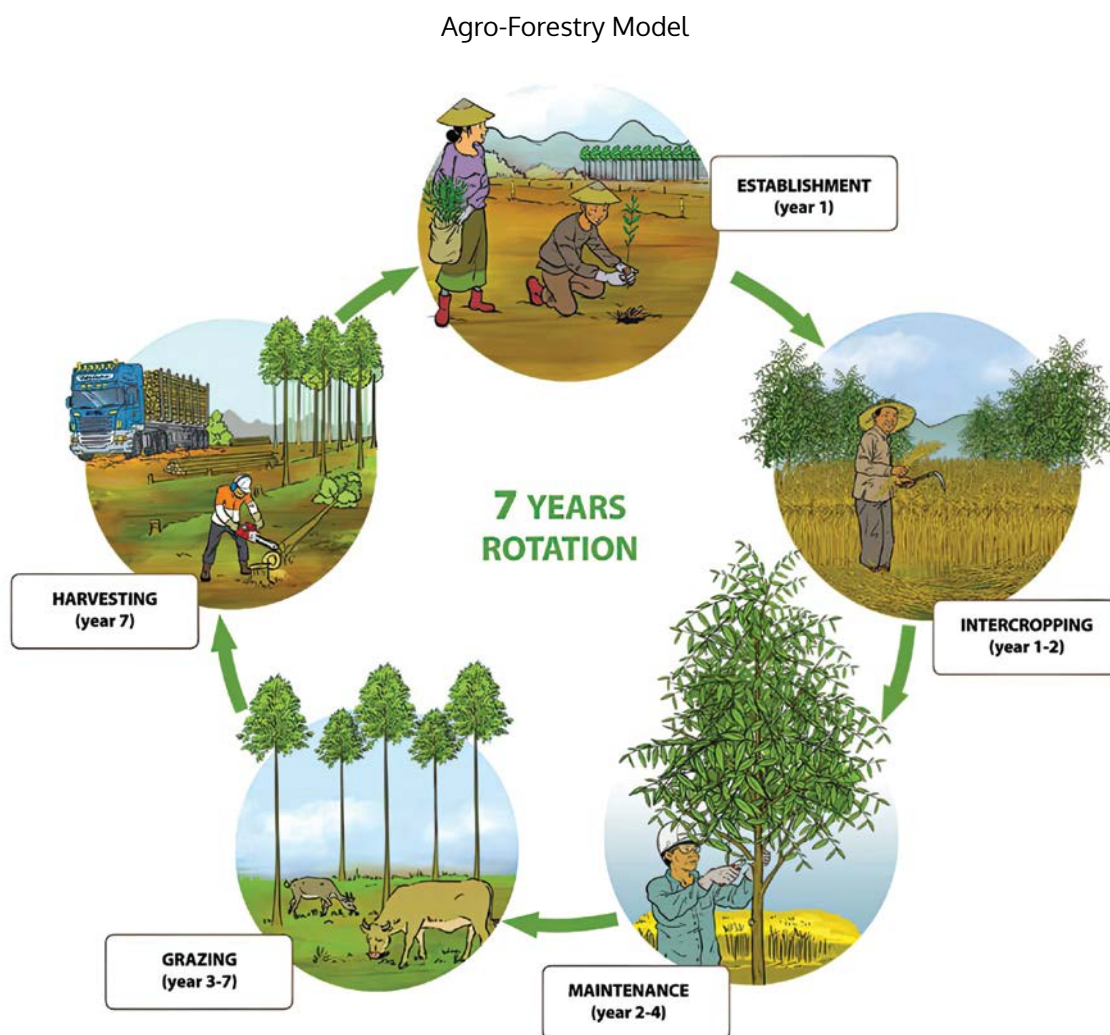 Agro-Forestry Model
ESTABLISHMENT
(year 1)
INTERCROPPING
(year 1-2)
MAINTENANCE
(year 2-4)
GRAZING
(year 3-7)
HARVESTING
(year 7)
7 YEARS
ROTATION